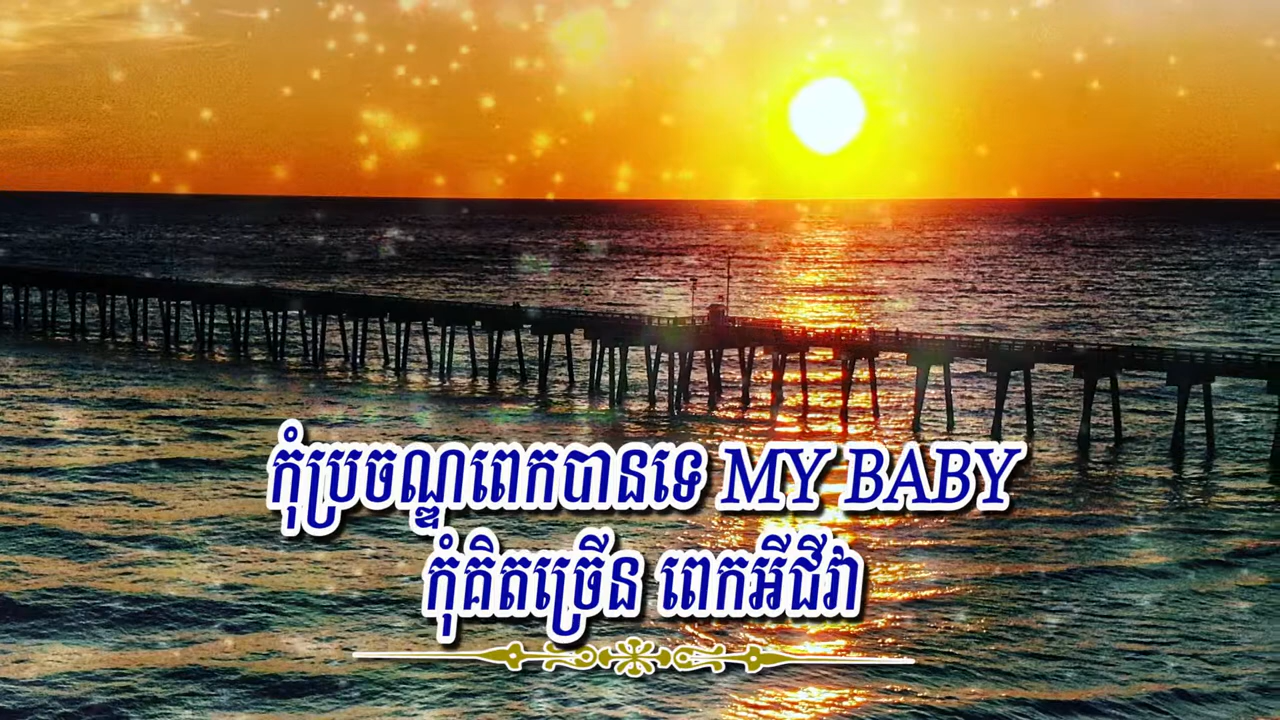 កុំប្រចណ្ឌពេកបានទេ MY BABY
កុំគិតច្រើន ពេកអីជីវា